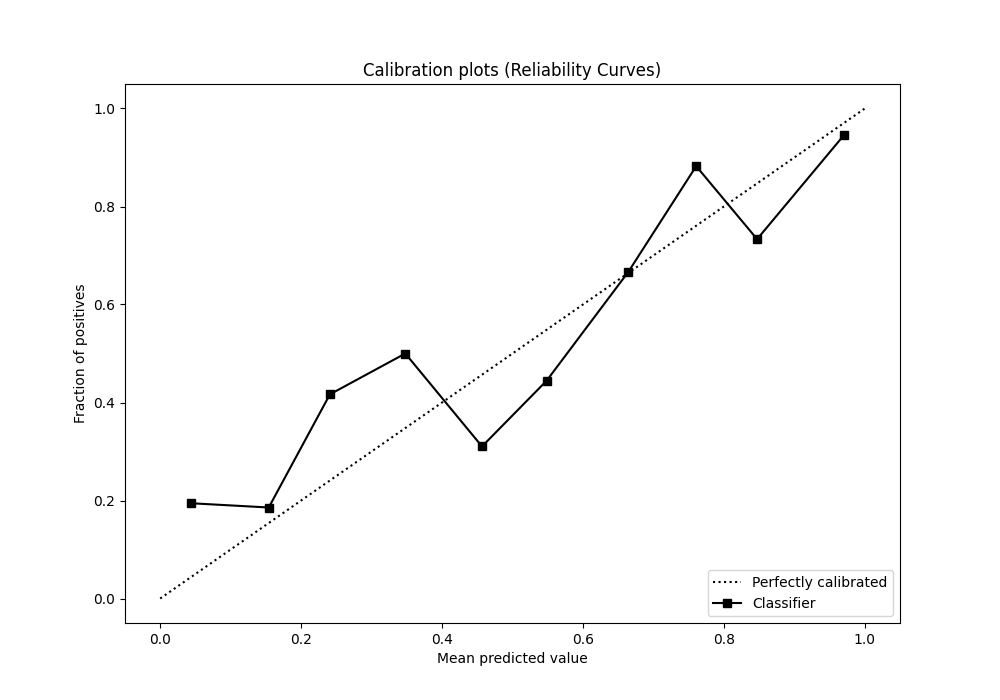 Calibration plots (Reliability Curves)
1.0
0.8
0.6
0.4
0.2
0.0
Fraction of positives
Perfectly calibrated
Classifier
0.0 0.2 0.4 0.6 0.8 1.0
Mean predicted value